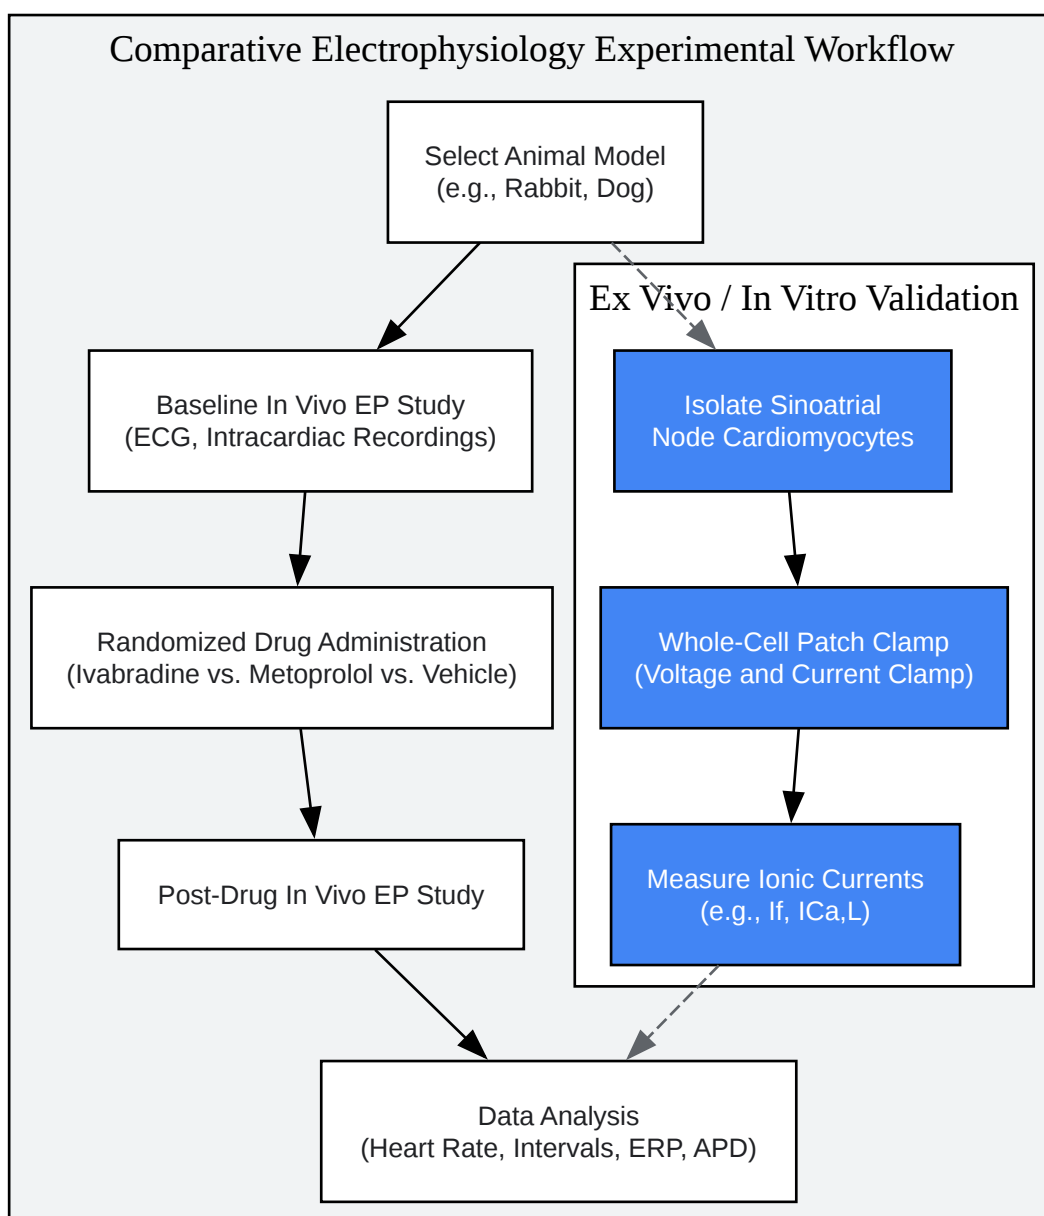 Comparative Electrophysiology Experimental Workflow
Select Animal Model
(e.g., Rabbit, Dog)
Baseline In Vivo EP Study
(ECG, Intracardiac Recordings)
Randomized Drug Administration
(Ivabradine vs. Metoprolol vs. Vehicle)
Post-Drug In Vivo EP Study
Ex Vivo / In Vitro Validation
Isolate Sinoatrial
Node Cardiomyocytes
Whole-Cell Patch Clamp
(Voltage and Current Clamp)
Measure Ionic Currents
(e.g., If, ICa,L)
Data Analysis
(Heart Rate, Intervals, ERP, APD)